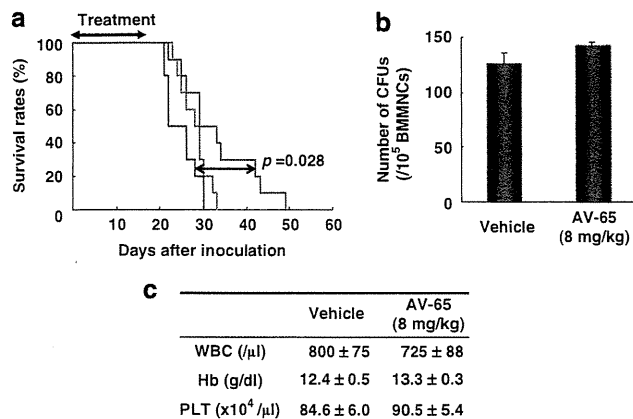 a
Treatment
Survival rates (%)
100
80
60
40
20
0
p=0.028
10 20 30 40 50 60
Days after inoculation
b
Number of CFUs
(/10⁵ BMMNCs)
150
100
50
0
Vehicle
AV-65
(8 mg/kg)
c
Vehicle AV-65
(8 mg/kg)
WBC (/μl) 800 ± 75 725 ± 88
Hb (g/dl) 12.4 ± 0.5 13.3 ± 0.3
PLT (x10⁴ /μl) 84.6 ± 6.0 90.5 ± 5.4